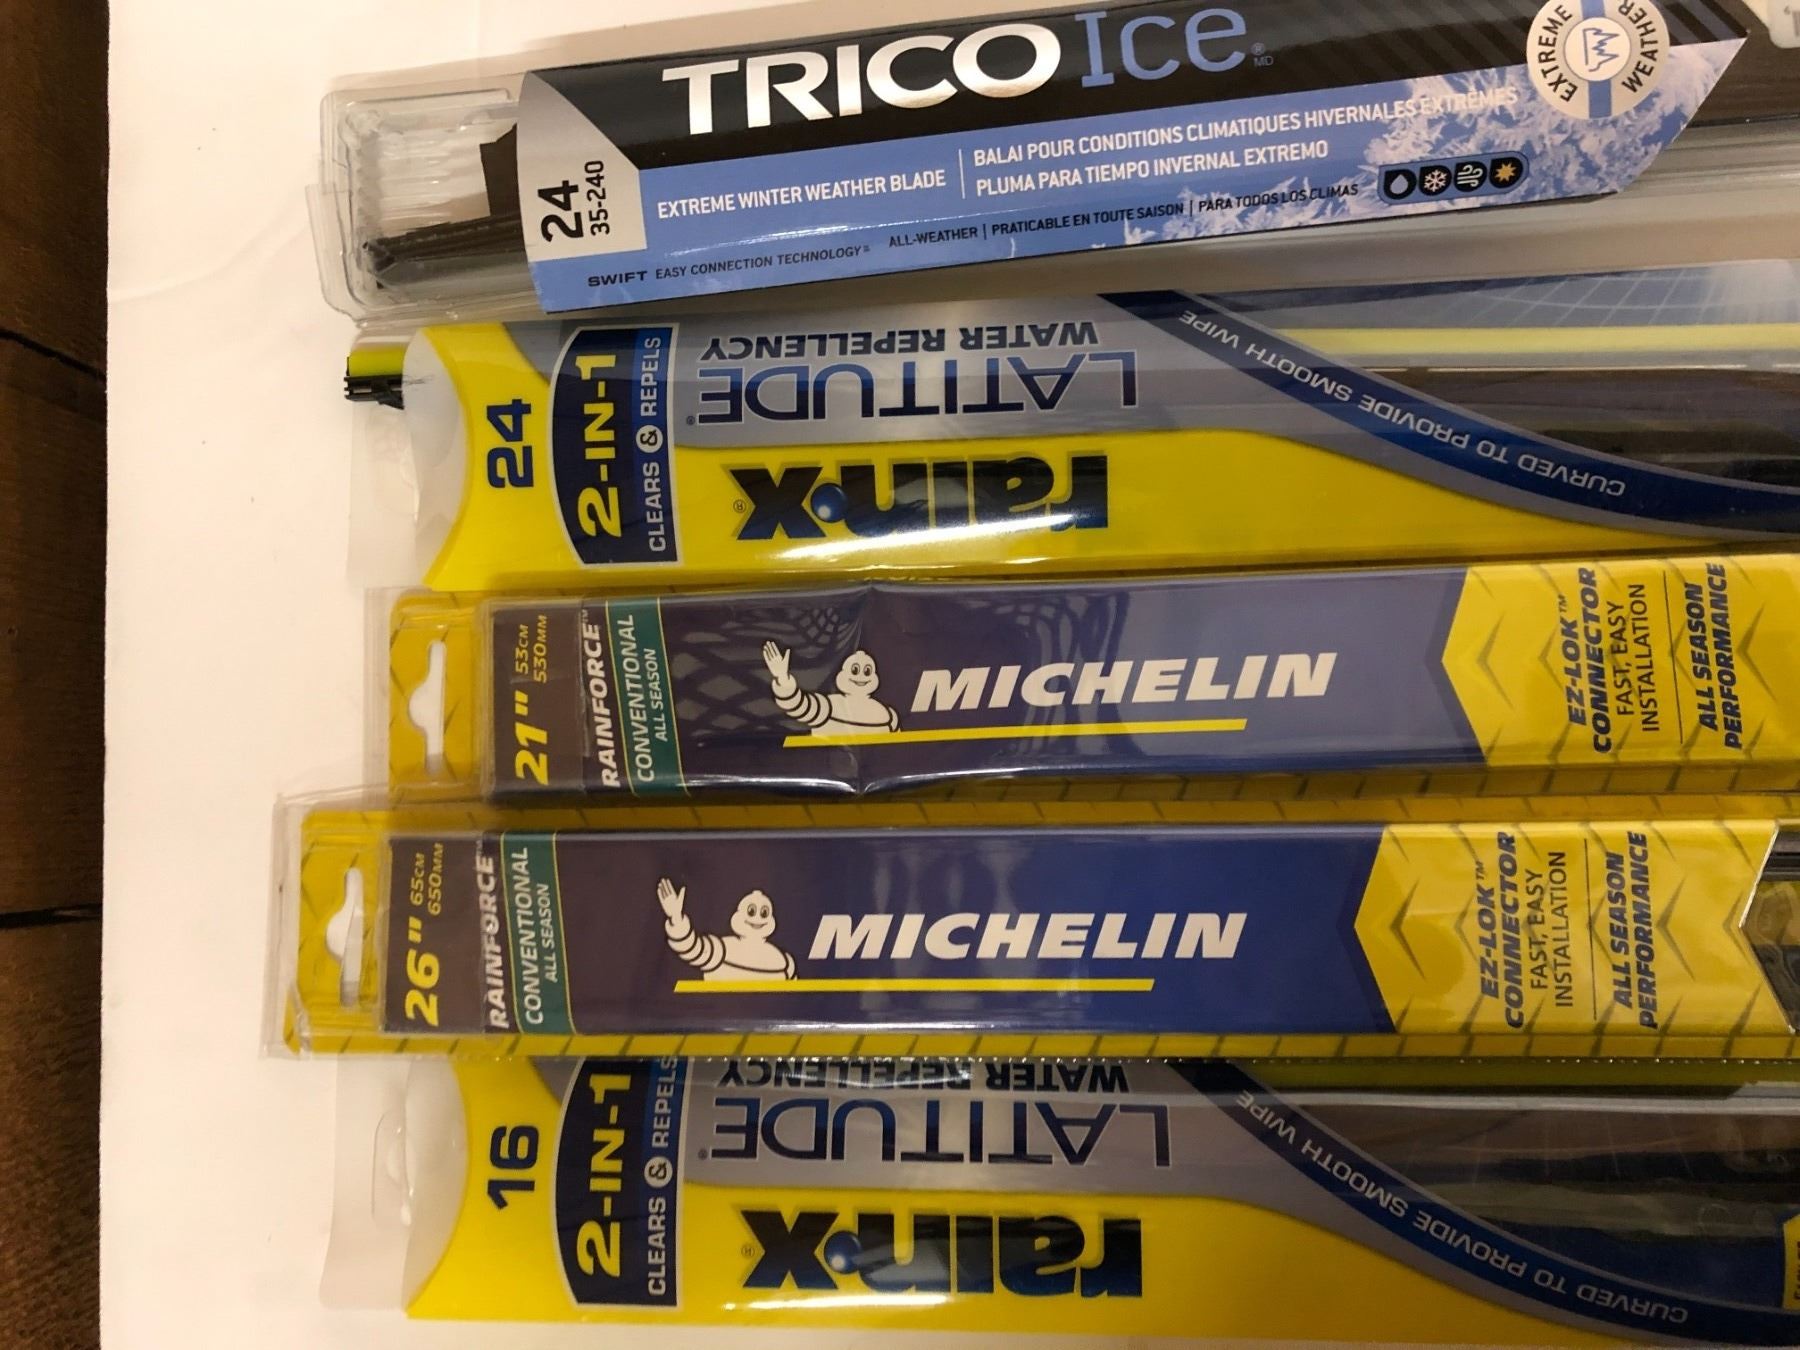 TRICO Ice®
MD
EXTREME WEATHER
24
35-240
EXTREME WINTER WEATHER BLADE
BALAI POUR CONDITIONS CLIMATIQUES HIVERNALES EXTRÊMES
PLUMA PARA TIEMPO INVERNAL EXTREMO
SWIFT EASY CONNECTION TECHNOLOGY
ALL-WEATHER | PRATICABLE EN TOUTE SAISON | PARA TODOS LOS CLIMAS
24
2-IN-1
CLEARS & REPELS
rain-x®
LATITUDE®
WATER REPELLENCY
CURVED TO PROVIDE SMOOTH WIPE
21" 53CM
530MM
RAINFORCE™
CONVENTIONAL
ALL SEASON
MICHELIN
EZ-LOK™
CONNECTOR
FAST, EASY
INSTALLATION
ALL SEASON
PERFORMANCE
26" 65CM
650MM
RAINFORCE™
CONVENTIONAL
ALL SEASON
MICHELIN
EZ-LOK™
CONNECTOR
FAST, EASY
INSTALLATION
ALL SEASON
PERFORMANCE
16
2-IN-1
CLEARS & REPELS
rain-x®
LATITUDE®
WATER REPELLENCY
CURVED TO PROVIDE SMOOTH WIPE